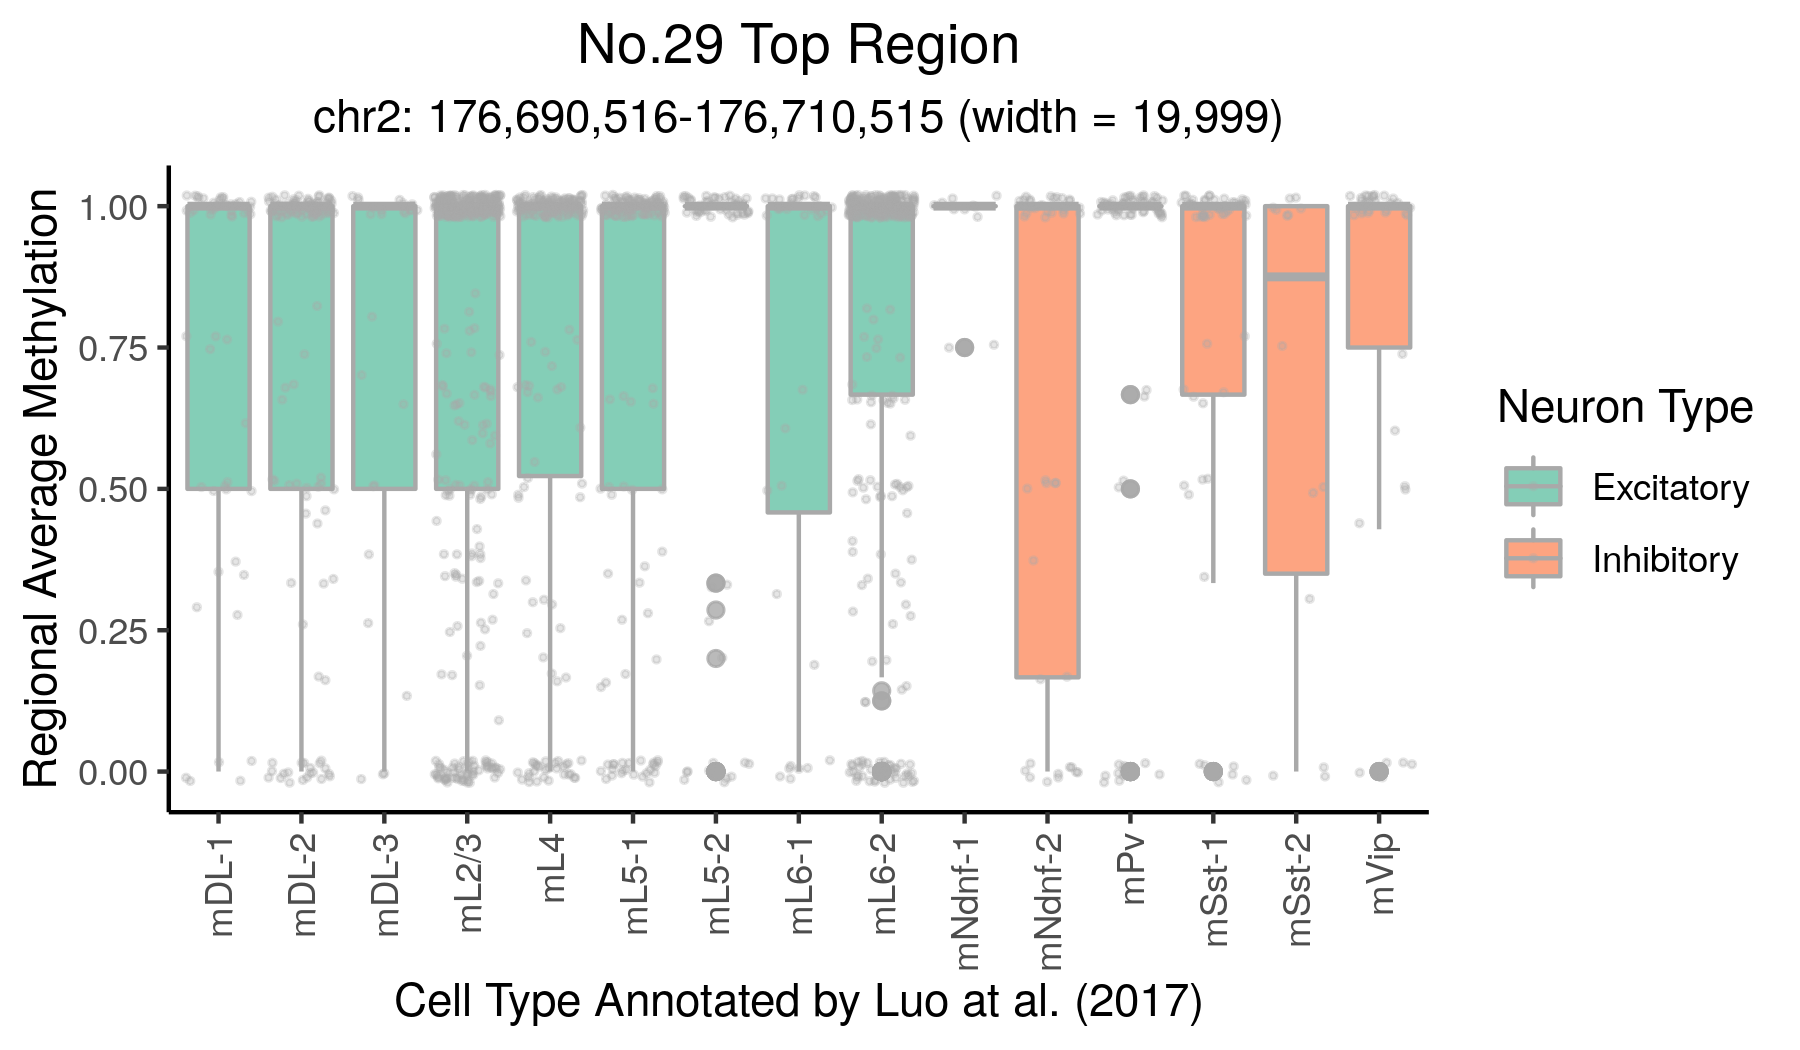 No.29 Top Region
chr2: 176,690,516-176,710,515 (width = 19,999)
Regional Average Methylation
1.00
0.75
0.50
0.25
0.00
mDL-1
mDL-2
mDL-3
mL2/3
mL4
mL5-1
mL5-2
mL6-1
mL6-2
mNdnf-1
mNdnf-2
mPv
mSst-1
mSst-2
mVip
Cell Type Annotated by Luo at al. (2017)
Neuron Type
Excitatory
Inhibitory